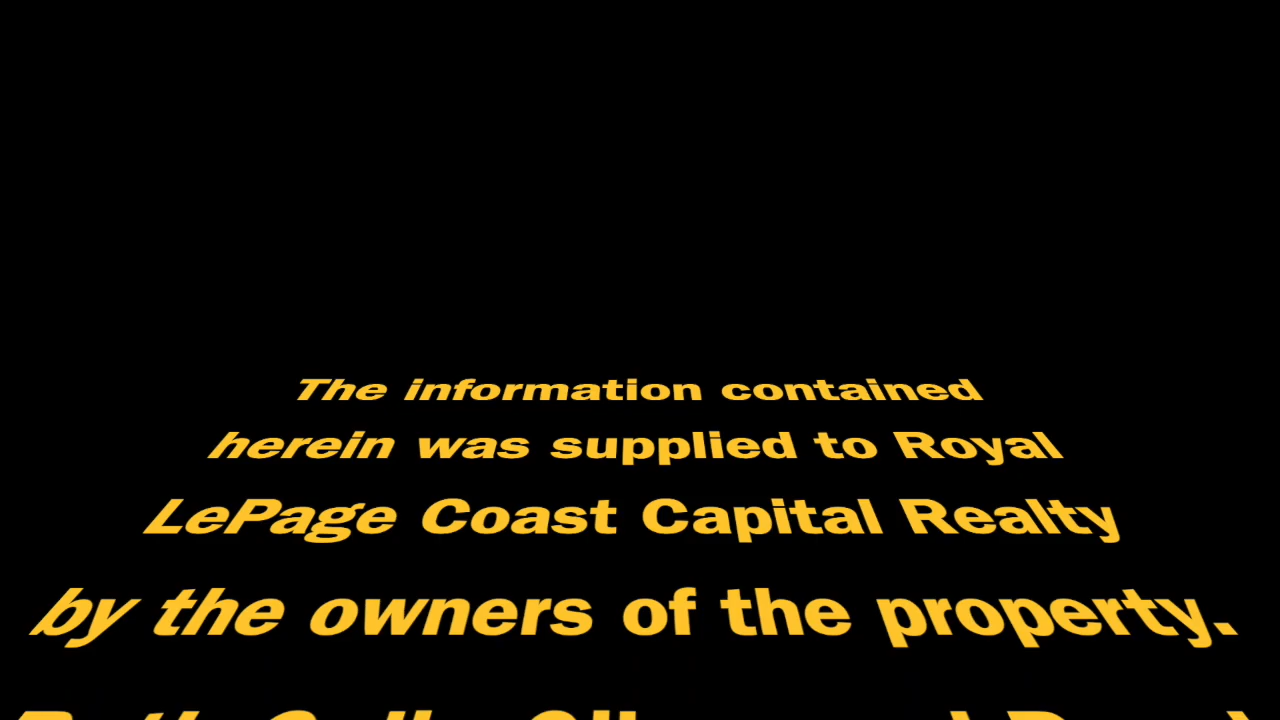 The information contained
herein was supplied to Royal
LePage Coast Capital Realty
by the owners of the property.